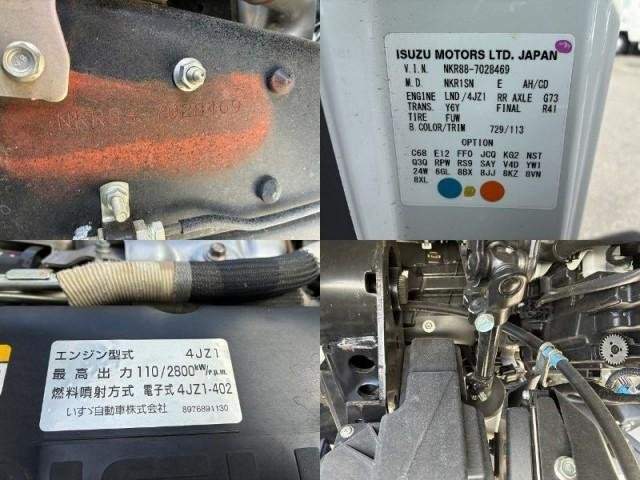 ISUZU MOTORS LTD. JAPAN
V.I.N. NKR88-7028469
M.D. NKR1SN E AH/CD
ENGINE LND/4JZ1 RR AXLE G73
TRANS. Y6Y FINAL R41
TIRE FUW
B.COLOR/TRIM 729/113
OPTION
C68 E12 FF0 JCQ KG2 NST
Q3Q RPW RS9 SAY V4D YW1
24W 6GL 8BX 8JJ 8KZ 8VN
8XL
エンジン型式 4JZ1
最高出力 110/2800kW/r.p.m.
燃料噴射方式 電子式 4JZ1-402
いすゞ自動車株式会社 8976891130